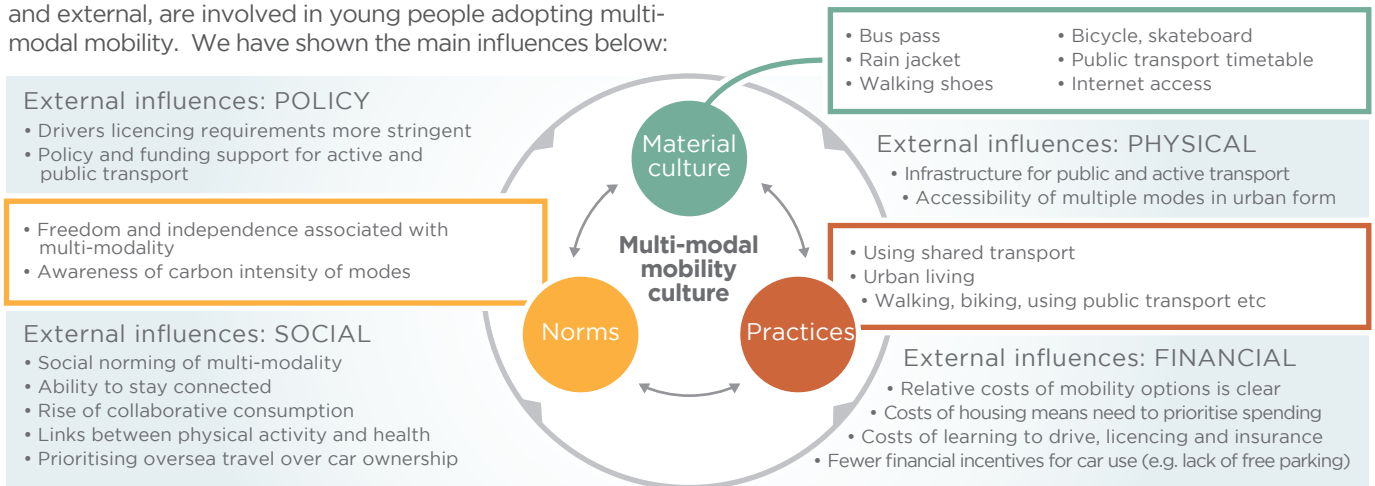 and external, are involved in young people adopting multi-
modal mobility.  We have shown the main influences below:
• Bus pass
• Rain jacket
• Walking shoes
• Bicycle, skateboard
• Public transport timetable
• Internet access
External influences: POLICY
• Drivers licencing requirements more stringent
• Policy and funding support for active and
public transport
Material
culture
External influences: PHYSICAL
• Infrastructure for public and active transport
• Accessibility of multiple modes in urban form
• Freedom and independence associated with
multi-modality
• Awareness of carbon intensity of modes
Multi-modal
mobility
culture
• Using shared transport
• Urban living
• Walking, biking, using public transport etc
Norms
Practices
External influences: SOCIAL
• Social norming of multi-modality
• Ability to stay connected
• Rise of collaborative consumption
• Links between physical activity and health
• Prioritising oversea travel over car ownership
External influences: FINANCIAL
• Relative costs of mobility options is clear
• Costs of housing means need to prioritise spending
• Costs of learning to drive, licencing and insurance
• Fewer financial incentives for car use (e.g. lack of free parking)